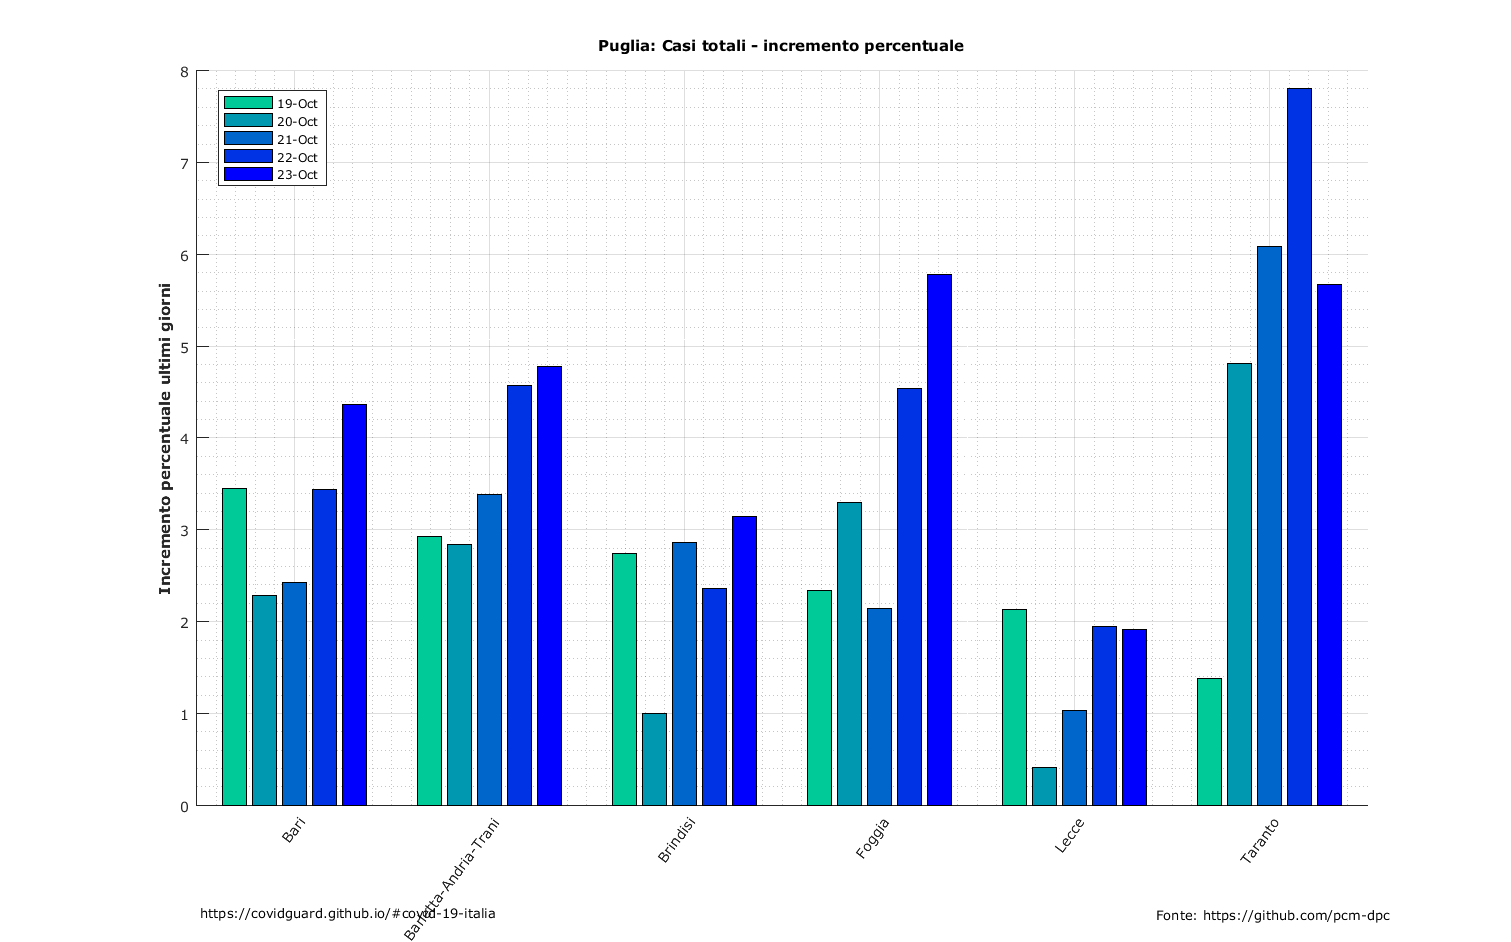 Puglia: Casi totali - incremento percentuale
8
7
6
5
4
3
2
1
0
Incremento percentuale ultimi giorni
19-Oct
20-Oct
21-Oct
22-Oct
23-Oct
Bari
Barletta-Andria-Trani
Brindisi
Foggia
Lecce
Taranto
https://covidguard.github.io/#covid-19-italia
Fonte: https://github.com/pcm-dpc